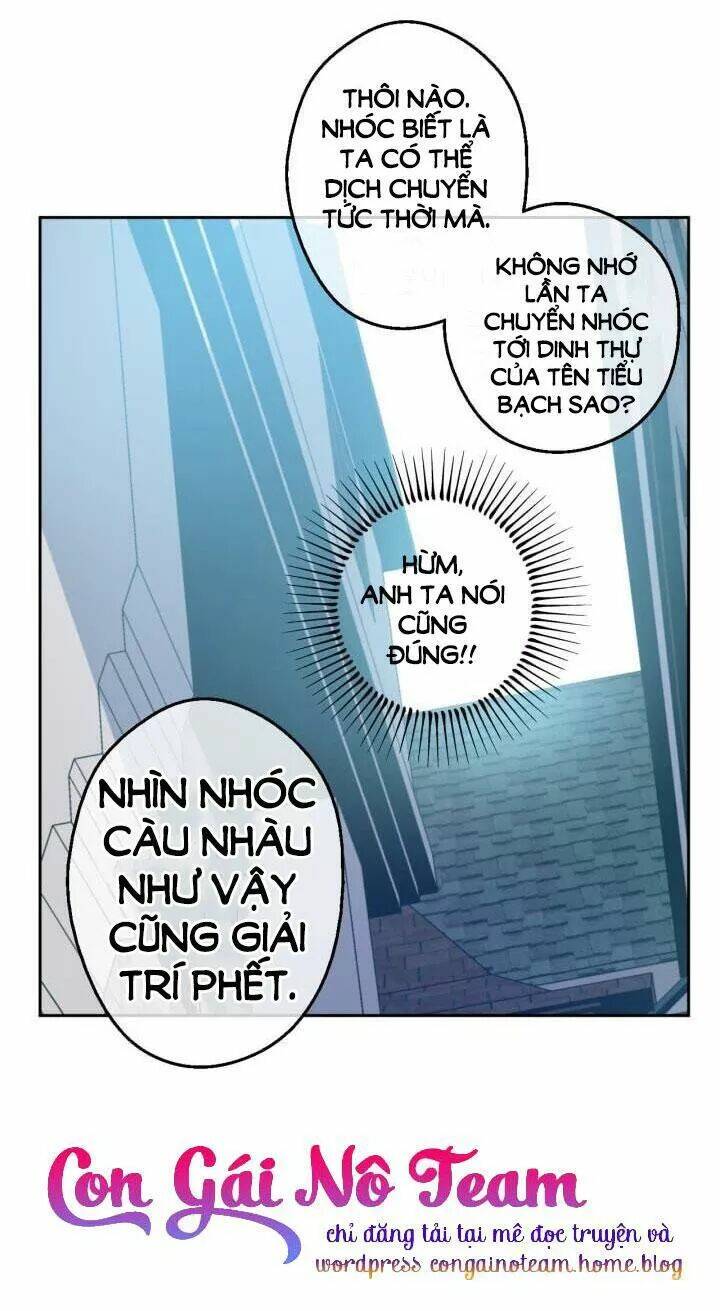 THÔI NÀO.
NHÓC BIẾT LÀ
TA CÓ THỂ
DỊCH CHUYỂN
TỨC THỜI MÀ.
KHÔNG NHỚ
LẦN TA
CHUYỂN NHÓC
TỚI DINH THỰ
CỦA TÊN TIỂU
BẠCH SAO?
HỪM,
ANH TA NÓI
CŨNG
ĐÚNG!!
NHÌN NHÓC
CÀU NHÀU
NHƯ VẬY
CŨNG GIẢI
TRÍ PHẾT.
Con Gái Nô Team
chỉ đăng tải tại mê đọc truyện và
wordpress congainoteam.home.blog